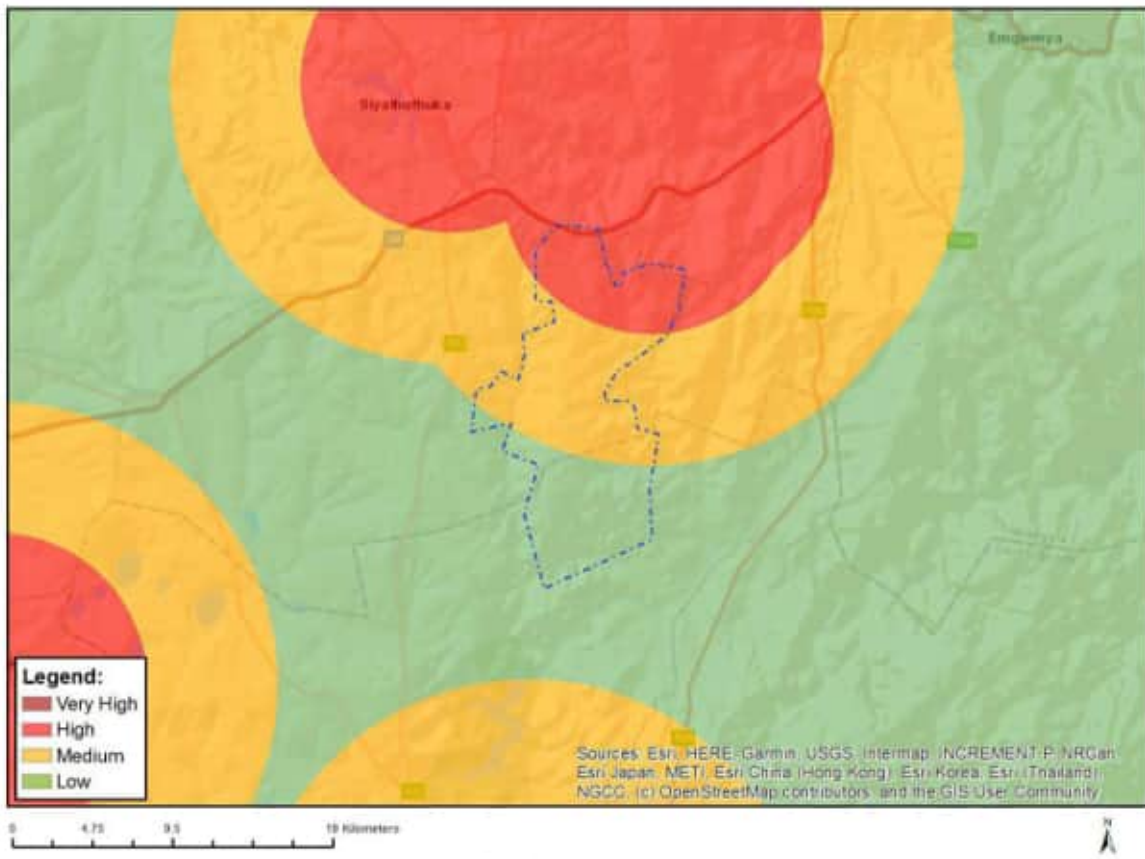 Siyathuthuka
Emgwenya
Legend:
Very High
High
Medium
Low
Sources: Esri, HERE, Garmin, USGS, Intermap, INCREMENT P, NRCan,
Esri Japan, METI, Esri China (Hong Kong), Esri Korea, Esri (Thailand),
NGCC, (c) OpenStreetMap contributors, and the GIS User Community
0 4.75 9.5 19 Kilometers
N